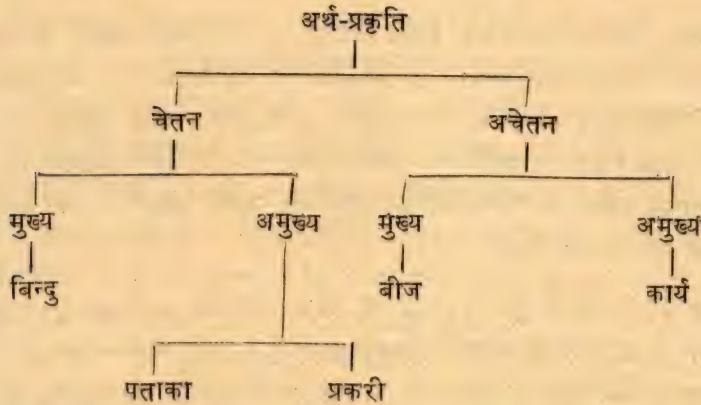 अर्थ-प्रकृति
चेतन अचेतन
मुख्य अमुख्य मुख्य अमुख्य
बिन्दु बीज कार्य
पताका प्रकरी